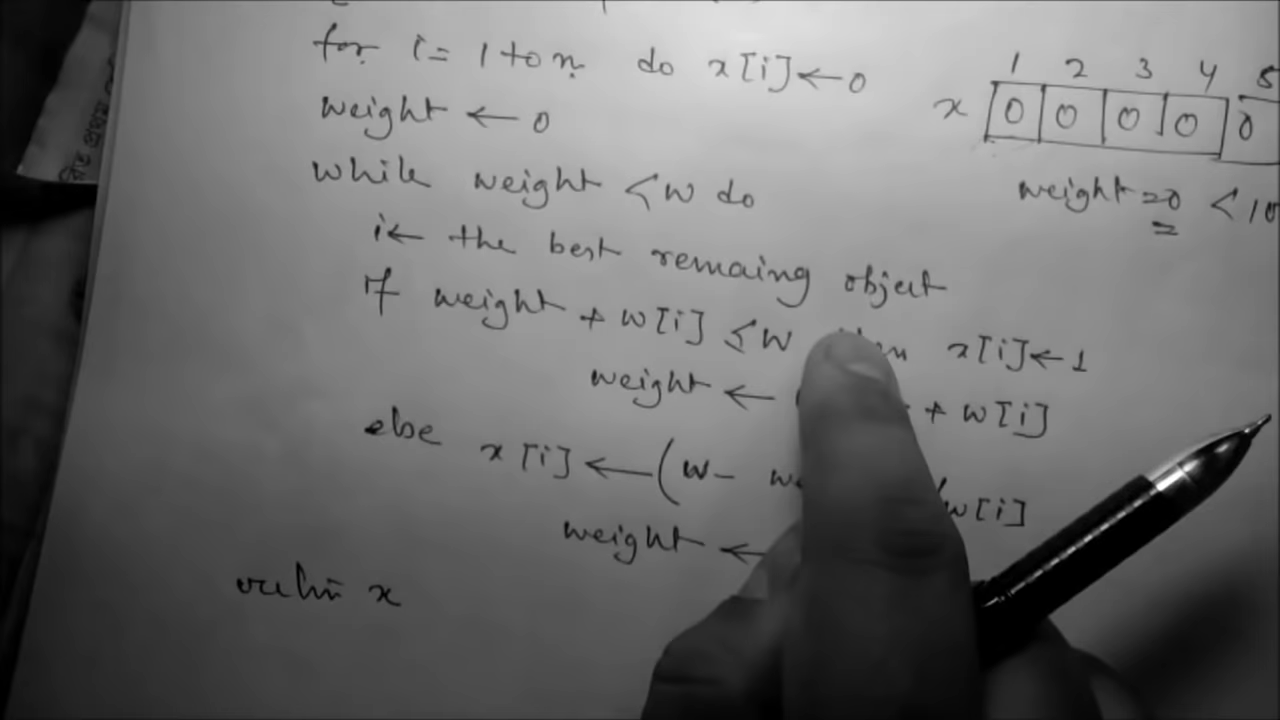 for i = 1 to n do x[i] ← 0
weight ← 0
while weight < w do
i ← the best remaing object
If weight + w[i] ≤ w x[i] ← 1
weight ← + w[i]
else x[i] ← (w - /w[i]
weight ←
return x
1 2 3 4 5
x 0 0 0 0 0
weight = 0 < 10